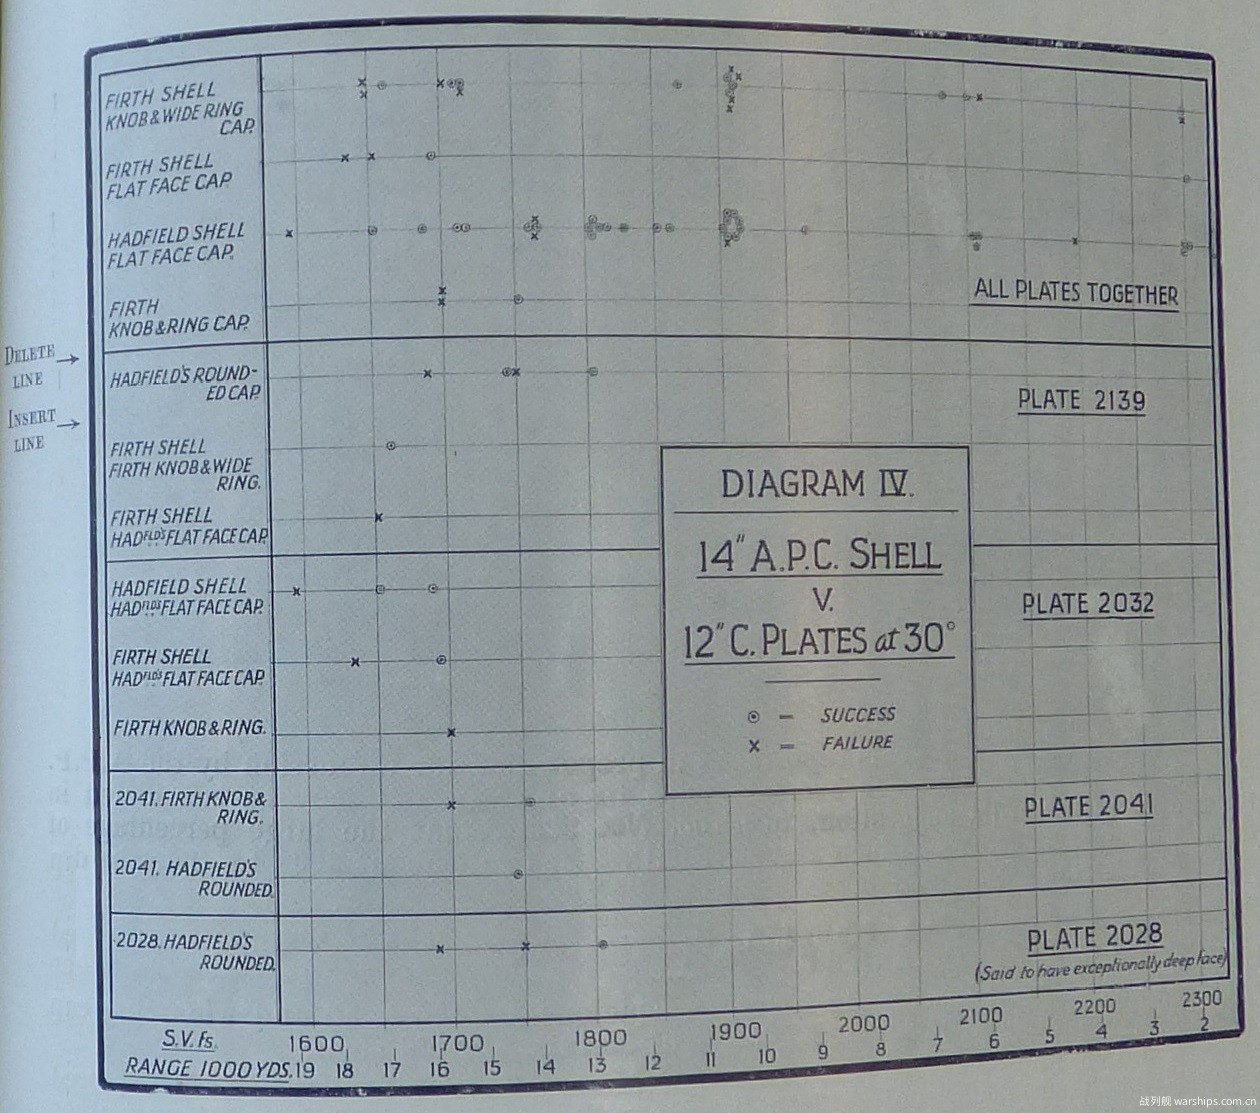 FIRTH SHELL
KNOB & WIDE RING
CAP.
FIRTH SHELL
FLAT FACE CAP.
HADFIELD SHELL
FLAT FACE CAP.
FIRTH
KNOB & RING CAP.
ALL PLATES TOGETHER
DELETE →
LINE
INSERT →
LINE
HADFIELD'S ROUND-
ED CAP.
FIRTH SHELL
FIRTH KNOB & WIDE
RING.
FIRTH SHELL
HADFLD'S FLAT FACE CAP.
PLATE 2139
HADFIELD SHELL
HADFLD'S FLAT FACE CAP.
FIRTH SHELL
HADFLD'S FLAT FACE CAP.
FIRTH KNOB & RING.
PLATE 2032
DIAGRAM IV.
14" A.P.C. SHELL
V.
12" C. PLATES at 30°
⊙ = SUCCESS
x = FAILURE
2041. FIRTH KNOB &
RING.
2041. HADFIELD'S
ROUNDED.
PLATE 2041
2028. HADFIELD'S
ROUNDED.
PLATE 2028
(Said to have exceptionally deep face)
S.V. fs. 1600 1700 1800 1900 2000 2100 2200 2300
RANGE 1000 YDS. 19 18 17 16 15 14 13 12 11 10 9 8 7 6 5 4 3 2
战列舰 warships.com.cn